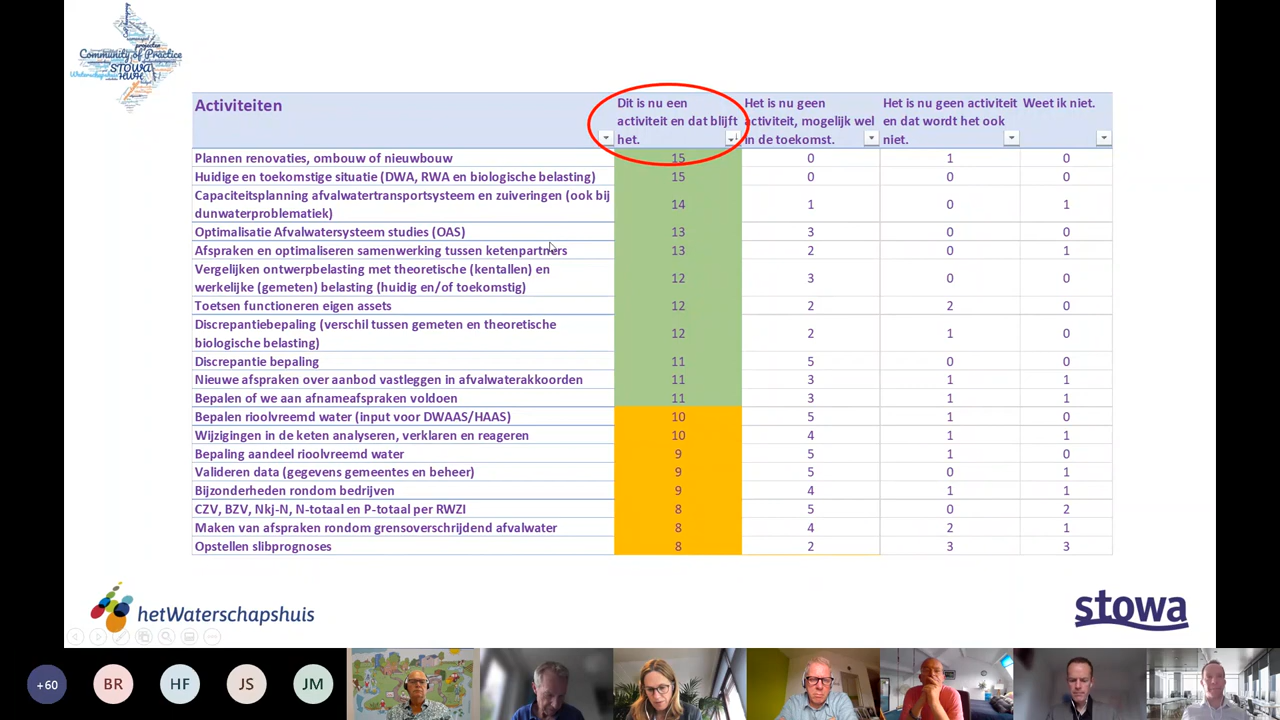 Community of Practice
STOWA
HWH
Activiteiten
Dit is nu een
activiteit en dat blijft
het.
Het is nu geen
activiteit, mogelijk wel
in de toekomst.
Het is nu geen activiteit
en dat wordt het ook
niet.
Weet ik niet.
Plannen renovaties, ombouw of nieuwbouw 15 0 1 0
Huidige en toekomstige situatie (DWA, RWA en biologische belasting) 15 0 0 0
Capaciteitsplanning afvalwatertransportsysteem en zuiveringen (ook bij
dunwaterproblematiek) 14 1 0 1
Optimalisatie Afvalwatersysteem studies (OAS) 13 3 0 0
Afspraken en optimaliseren samenwerking tussen ketenpartners 13 2 0 1
Vergelijken ontwerpbelasting met theoretische (kentallen) en
werkelijke (gemeten) belasting (huidig en/of toekomstig) 12 3 0 0
Toetsen functioneren eigen assets 12 2 2 0
Discrepantiebepaling (verschil tussen gemeten en theoretische
biologische belasting) 12 2 1 0
Discrepantie bepaling 11 5 0 0
Nieuwe afspraken over aanbod vastleggen in afvalwaterakkoorden 11 3 1 1
Bepalen of we aan afnameafspraken voldoen 11 3 1 1
Bepalen rioolvreemd water (input voor DWAAS/HAAS) 10 5 1 0
Wijzigingen in de keten analyseren, verklaren en reageren 10 4 1 1
Bepaling aandeel rioolvreemd water 9 5 1 0
Valideren data (gegevens gemeentes en beheer) 9 5 0 1
Bijzonderheden rondom bedrijven 9 4 1 1
CZV, BZV, Nkj-N, N-totaal en P-totaal per RWZI 8 5 0 2
Maken van afspraken rondom grensoverschrijdend afvalwater 8 4 2 1
Opstellen slibprognoses 8 2 3 3
hetWaterschapshuis
stowa
+60 BR HF JS JM